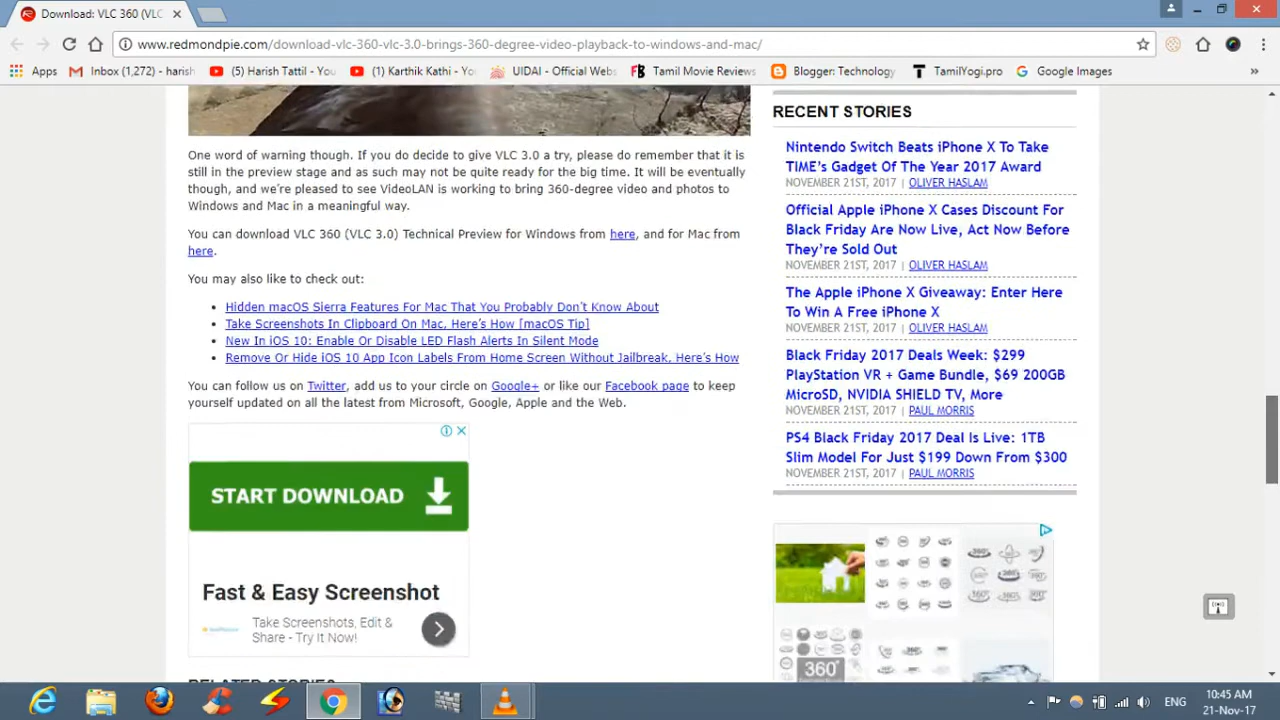 Download: VLC 360 (VLC
www.redmondpie.com/download-vlc-360-vlc-3.0-brings-360-degree-video-playback-to-windows-and-mac/
Apps
Inbox (1,272) - harish
(5) Harish Tattil - You
(1) Karthik Kathi - Yo
UIDAI - Official Web
Tamil Movie Reviews
Blogger: Technology
TamilYogi.pro
Google Images
»
One word of warning though. If you do decide to give VLC 3.0 a try, please do remember that it is
still in the preview stage and as such may not be quite ready for the big time. It will be eventually
though, and we're pleased to see VideoLAN is working to bring 360-degree video and photos to
Windows and Mac in a meaningful way.
You can download VLC 360 (VLC 3.0) Technical Preview for Windows from here, and for Mac from
here.
You may also like to check out:
• Hidden macOS Sierra Features For Mac That You Probably Don't Know About
• Take Screenshots In Clipboard On Mac, Here's How [macOS Tip]
• New In iOS 10: Enable Or Disable LED Flash Alerts In Silent Mode
• Remove Or Hide iOS 10 App Icon Labels From Home Screen Without Jailbreak, Here's How
You can follow us on Twitter, add us to your circle on Google+ or like our Facebook page to keep
yourself updated on all the latest from Microsoft, Google, Apple and the Web.
START DOWNLOAD
Fast & Easy Screenshot
Take Screenshots, Edit &
Share - Try It Now!
RELATED STORIES
RECENT STORIES
Nintendo Switch Beats iPhone X To Take
TIME's Gadget Of The Year 2017 Award
NOVEMBER 21ST, 2017 | OLIVER HASLAM
Official Apple iPhone X Cases Discount For
Black Friday Are Now Live, Act Now Before
They're Sold Out
NOVEMBER 21ST, 2017 | OLIVER HASLAM
The Apple iPhone X Giveaway: Enter Here
To Win A Free iPhone X
NOVEMBER 21ST, 2017 | OLIVER HASLAM
Black Friday 2017 Deals Week: $299
PlayStation VR + Game Bundle, $69 200GB
MicroSD, NVIDIA SHIELD TV, More
NOVEMBER 21ST, 2017 | PAUL MORRIS
PS4 Black Friday 2017 Deal Is Live: 1TB
Slim Model For Just $199 Down From $300
NOVEMBER 21ST, 2017 | PAUL MORRIS
360°
ENG
10:45 AM
21-Nov-17